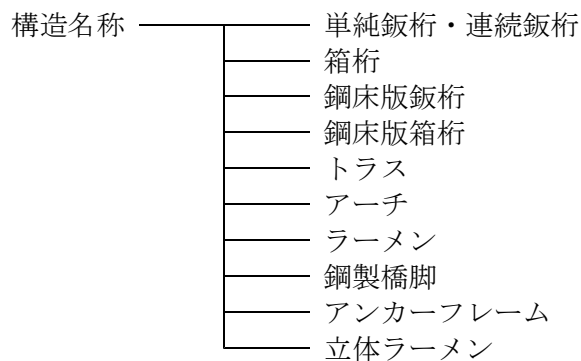 構造名称
単純鈑桁・連続鈑桁
箱桁
鋼床版鈑桁
鋼床版箱桁
トラス
アーチ
ラーメン
鋼製橋脚
アンカーフレーム
立体ラーメン